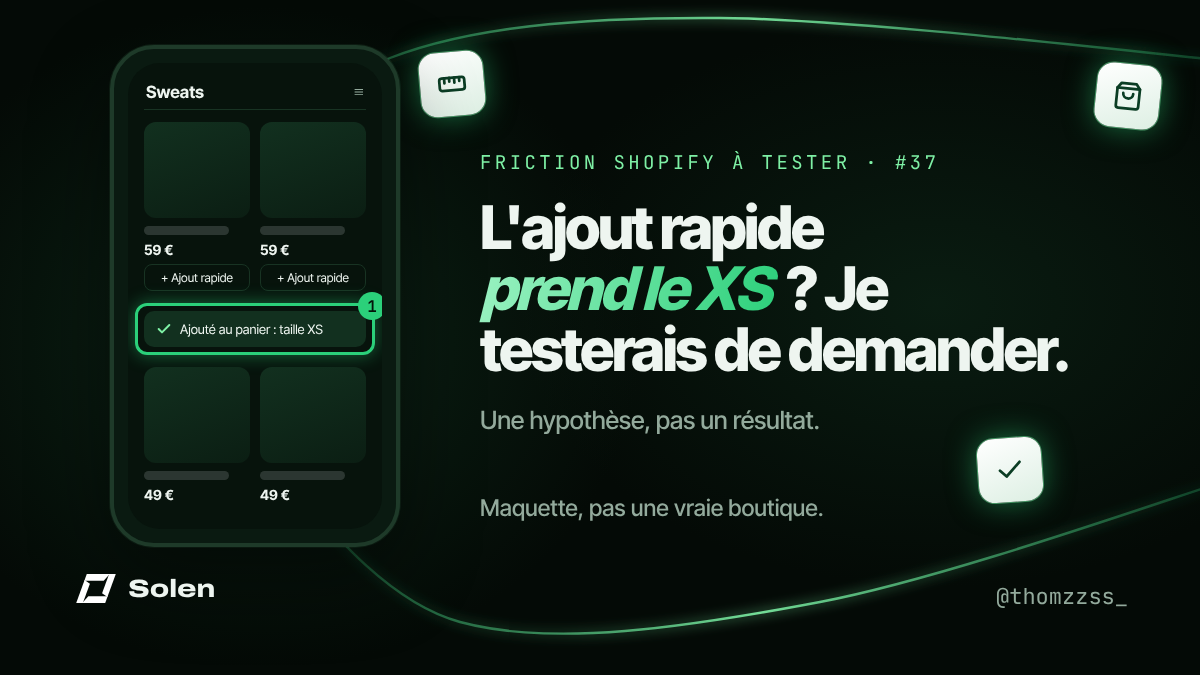 Sweats
59 €
59 €
+ Ajout rapide
+ Ajout rapide
1
Ajouté au panier : taille XS
49 €
49 €
FRICTION SHOPIFY À TESTER · #37
L'ajout rapide
prend le XS ? Je
testerais de demander.
Une hypothèse, pas un résultat.
Maquette, pas une vraie boutique.
Solen
@thomzzss_